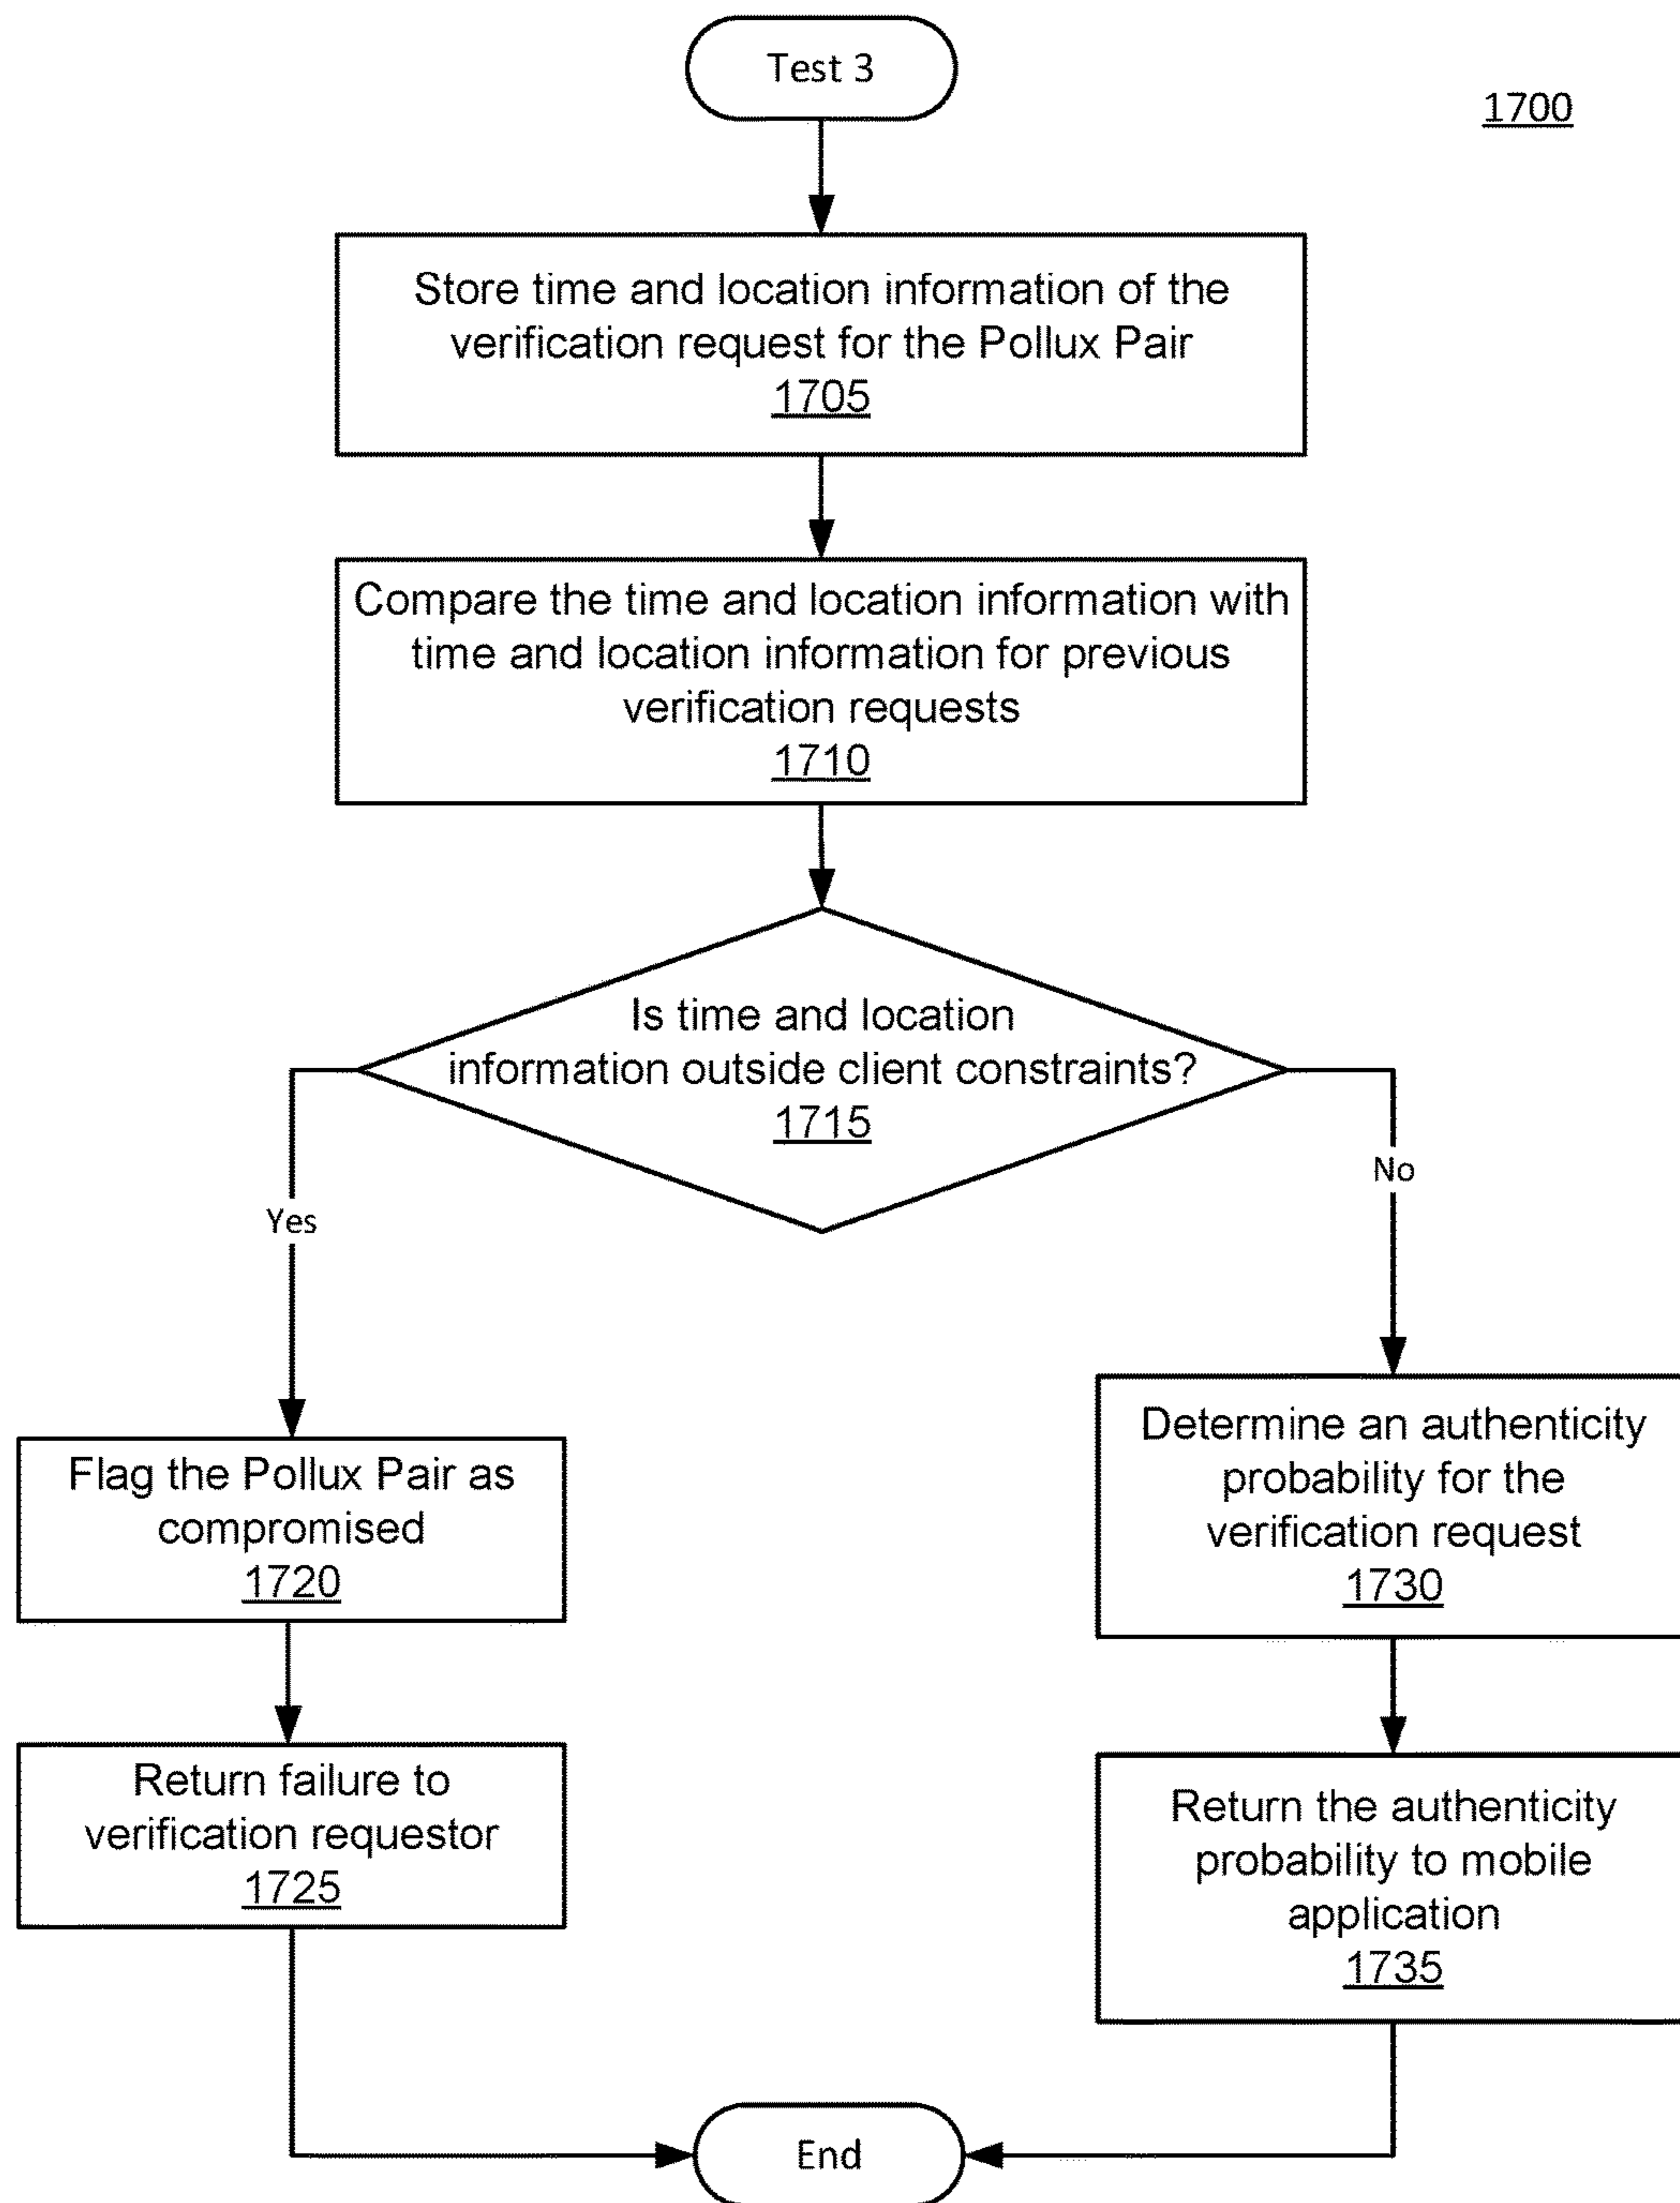 Test 3
1700
Store time and location information of the
verification request for the Pollux Pair
1705
Compare the time and location information with
time and location information for previous
verification requests
1710
Is time and location
information outside client constraints?
1715
Yes
No
Flag the Pollux Pair as
compromised
1720
Return failure to
verification requestor
1725
Determine an authenticity
probability for the
verification request
1730
Return the authenticity
probability to mobile
application
1735
End